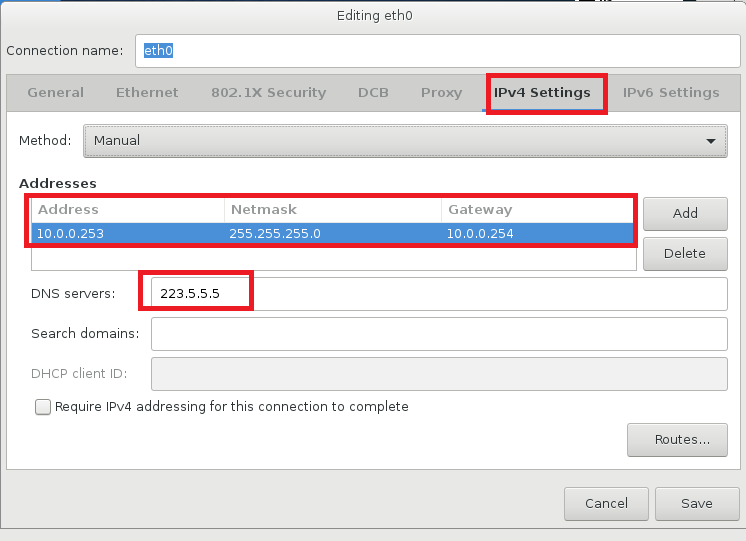 Editing eth0
Connection name: eth0
General Ethernet 802.1X Security DCB Proxy IPv4 Settings IPv6 Settings
Method: Manual
Addresses
Address Netmask Gateway
10.0.0.253 255.255.255.0 10.0.0.254
Add
Delete
DNS servers: 223.5.5.5
Search domains:
DHCP client ID:
Require IPv4 addressing for this connection to complete
Routes...
Cancel Save